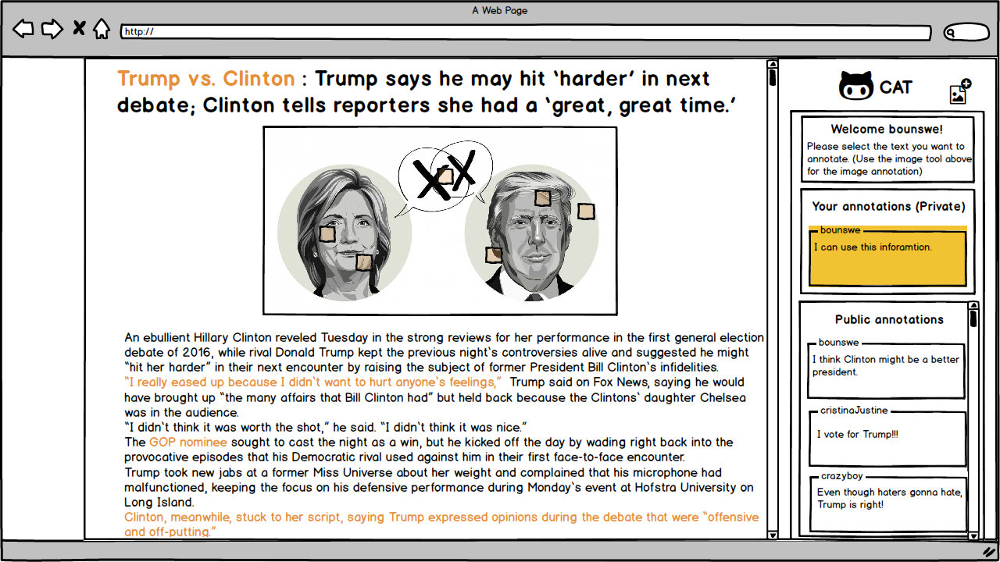 A Web Page
http://
Trump vs. Clinton : Trump says he may hit ‘harder’ in next
debate; Clinton tells reporters she had a ‘great, great time.’
An ebullient Hillary Clinton reveled Tuesday in the strong reviews for her performance in the first general election
debate of 2016, while rival Donald Trump kept the previous night`s controversies alive and suggested he might
“hit her harder” in their next encounter by raising the subject of former President Bill Clinton`s infidelities.
“I really eased up because I didn`t want to hurt anyone`s feelings,” Trump said on Fox News, saying he would
have brought up “the many affairs that Bill Clinton had” but held back because the Clintons` daughter Chelsea
was in the audience.
“I didn`t think it was worth the shot,” he said. “I didn`t think it was nice.”
The GOP nominee sought to cast the night as a win, but he kicked off the day by wading right back into the
provocative episodes that his Democratic rival used against him in their first face-to-face encounter.
Trump took new jabs at a former Miss Universe about her weight and complained that his microphone had
malfunctioned, keeping the focus on his defensive performance during Monday`s event at Hofstra University on
Long Island.
Clinton, meanwhile, stuck to her script, saying Trump expressed opinions during the debate that were “offensive
and off-putting.”
CAT
Welcome bounswe!
Please select the text you want to
annotate. (Use the image tool above
for the image annotation)
Your annotations (Private)
bounswe
I can use this inforamtion.
Public annotations
bounswe
I think Clinton might be a better
president.
cristinaJustine
I vote for Trump!!!
crazyboy
Even though haters gonna hate,
Trump is right!